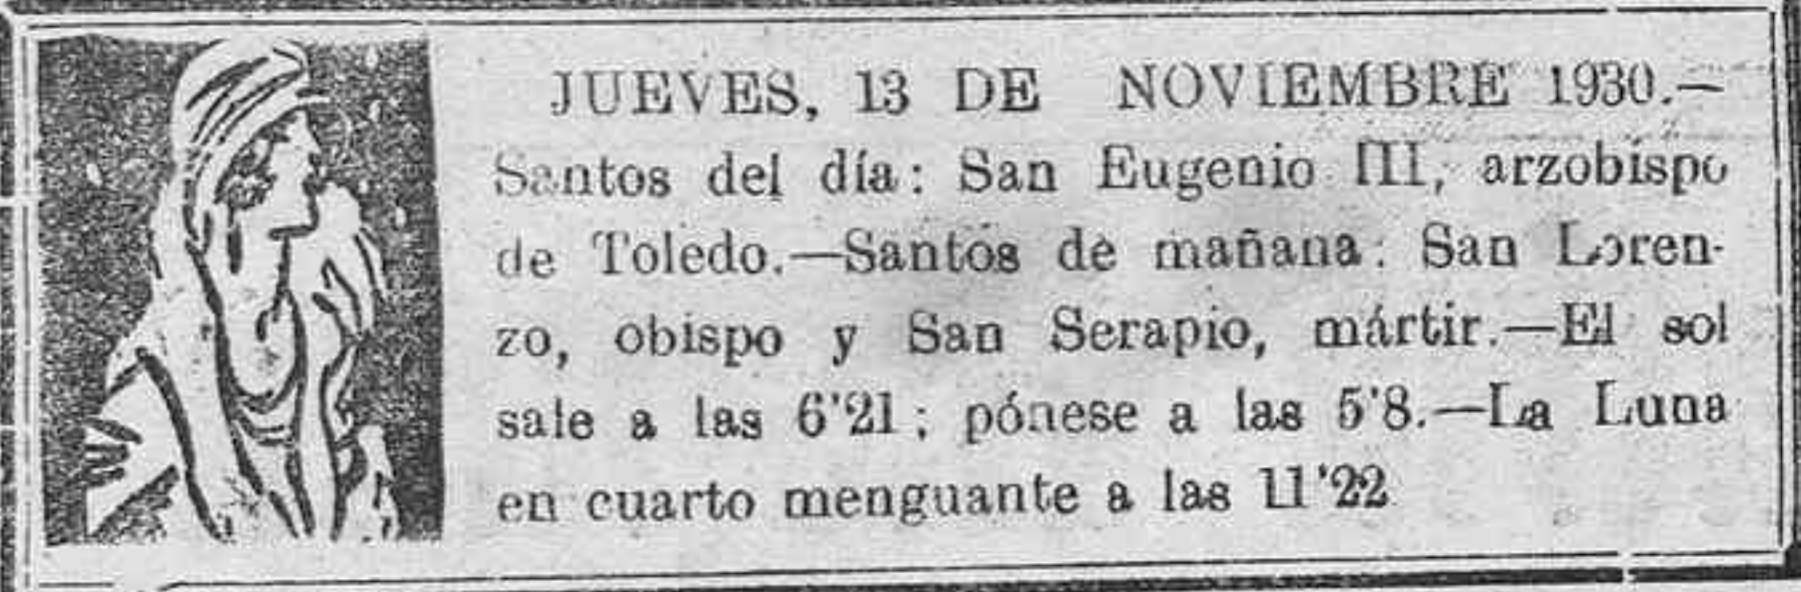 JUEVES, 13 DE NOVIEMBRE 1930.—
Santos del día: San Eugenio III, arzobispo
de Toledo.—Santos de mañana: San Loren-
zo, obispo y San Serapio, mártir.—El sol
sale a las 6'21; pónese a las 5'8.—La Luna
en cuarto menguante a las 11'22